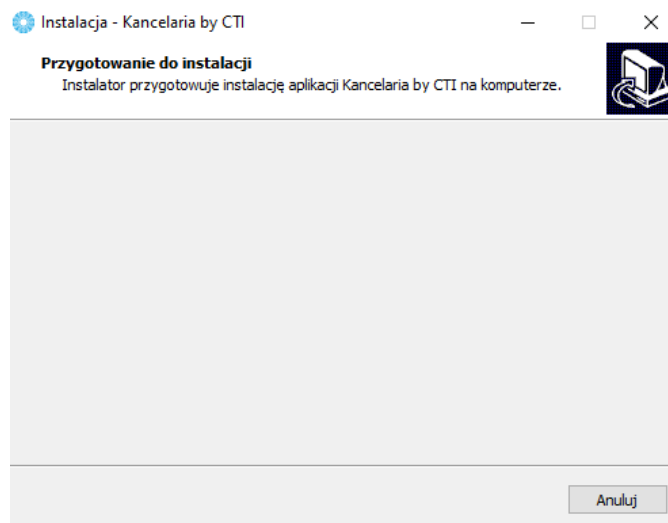 Instalacja - Kancelaria by CTI
Przygotowanie do instalacji
Instalator przygotowuje instalację aplikacji Kancelaria by CTI na komputerze.
Anuluj